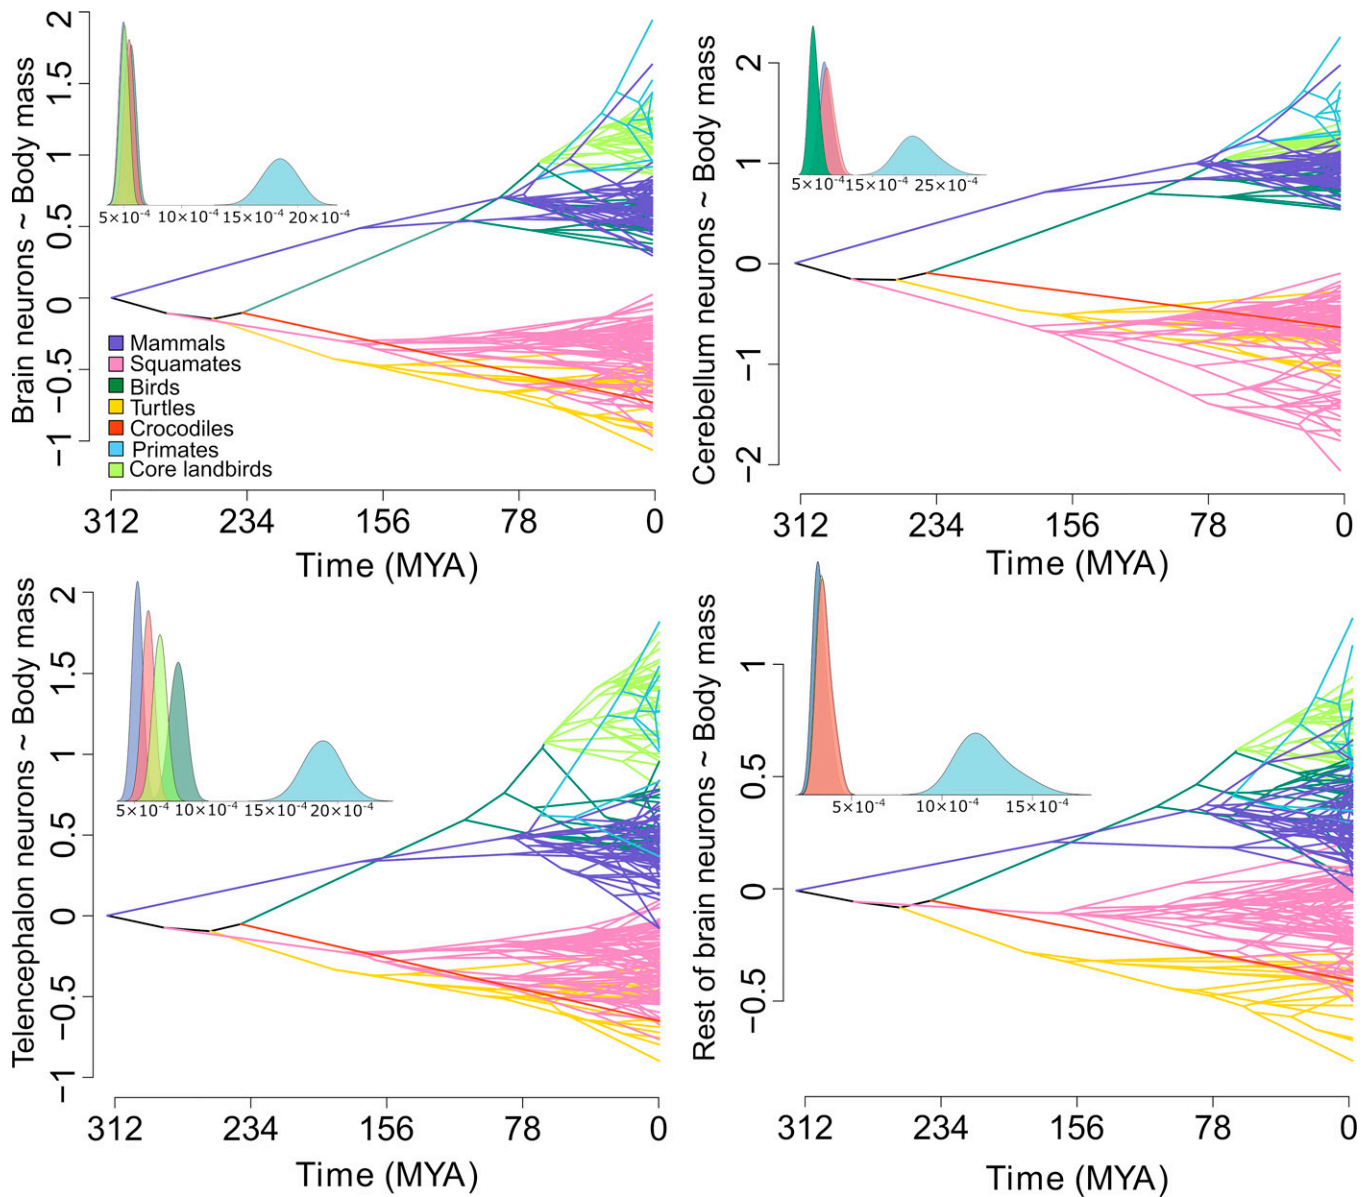 Brain neurons ~ Body mass
2
1.5
1
0.5
0
−0.5
−1
5×10⁻⁴ 10×10⁻⁴ 15×10⁻⁴ 20×10⁻⁴
Mammals
Squamates
Birds
Turtles
Crocodiles
Primates
Core landbirds
312 234 156 78 0
Time (MYA)
Cerebellum neurons ~ Body mass
2
1
0
−1
−2
5×10⁻⁴ 15×10⁻⁴ 25×10⁻⁴
312 234 156 78 0
Time (MYA)
Telencephalon neurons ~ Body mass
2
1.5
1
0.5
0
−0.5
−1
5×10⁻⁴ 10×10⁻⁴ 15×10⁻⁴ 20×10⁻⁴
312 234 156 78 0
Time (MYA)
Rest of brain neurons ~ Body mass
1
0.5
0
−0.5
5×10⁻⁴ 10×10⁻⁴ 15×10⁻⁴
312 234 156 78 0
Time (MYA)